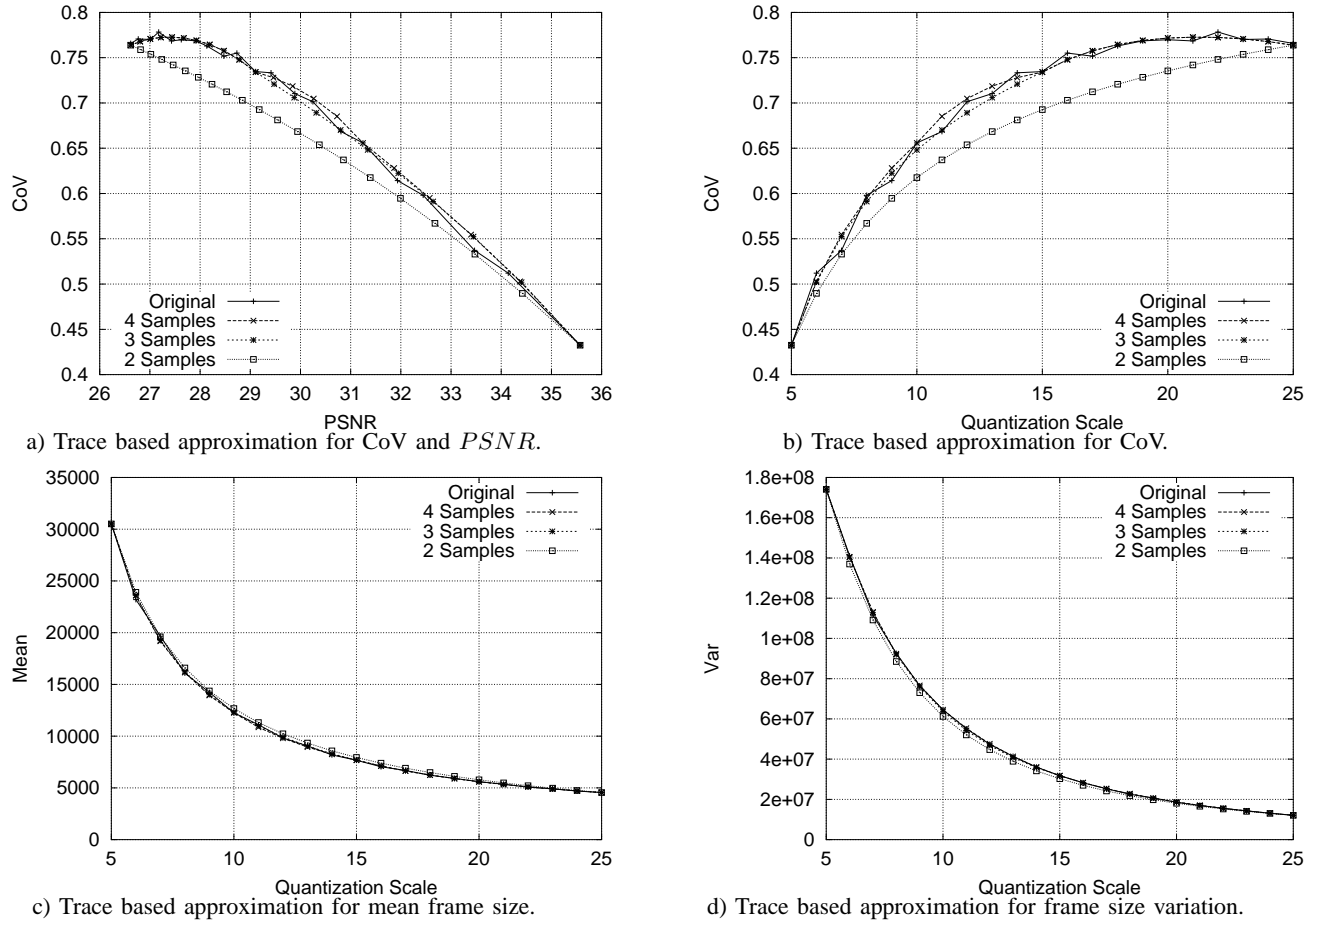 0.8
0.75
0.7
0.65
0.6
0.55
0.5
0.45
0.4
CoV
Original
4 Samples
3 Samples
2 Samples
26 27 28 29 30 31 32 33 34 35 36
PSNR
a) Trace based approximation for CoV and PSNR.
0.8
0.75
0.7
0.65
0.6
0.55
0.5
0.45
0.4
CoV
Original
4 Samples
3 Samples
2 Samples
5 10 15 20 25
Quantization Scale
b) Trace based approximation for CoV.
35000
30000
25000
20000
15000
10000
5000
0
Mean
Original
4 Samples
3 Samples
2 Samples
5 10 15 20 25
Quantization Scale
c) Trace based approximation for mean frame size.
1.8e+08
1.6e+08
1.4e+08
1.2e+08
1e+08
8e+07
6e+07
4e+07
2e+07
0
Var
Original
4 Samples
3 Samples
2 Samples
5 10 15 20 25
Quantization Scale
d) Trace based approximation for frame size variation.